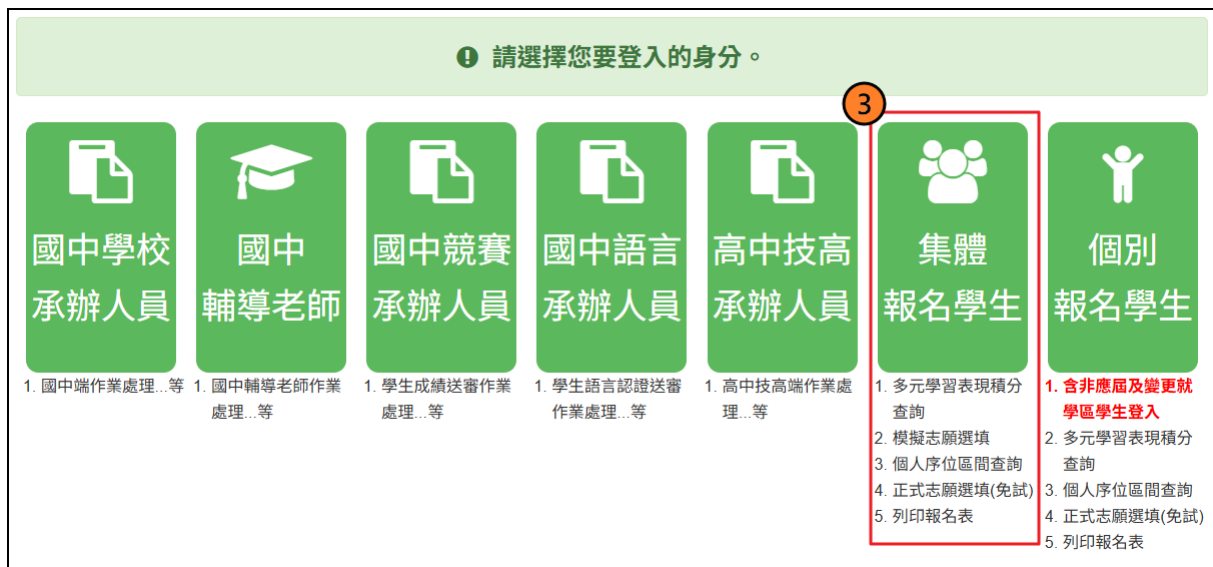 請選擇您要登入的身分。
3
國中學校
承辦人員
1. 國中端作業處理...等
國中
輔導老師
1. 國中輔導老師作業
處理...等
國中競賽
承辦人員
1. 學生成績送審作業
處理...等
國中語言
承辦人員
1. 學生語言認證送審
作業處理...等
高中技高
承辦人員
1. 高中技高端作業處
理...等
集體
報名學生
1. 多元學習表現積分
查詢
2. 模擬志願選填
3. 個人序位區間查詢
4. 正式志願選填(免試)
5. 列印報名表
個別
報名學生
1. 含非應屆及變更就
學區學生登入
2. 多元學習表現積分
查詢
3. 個人序位區間查詢
4. 正式志願選填(免試)
5. 列印報名表